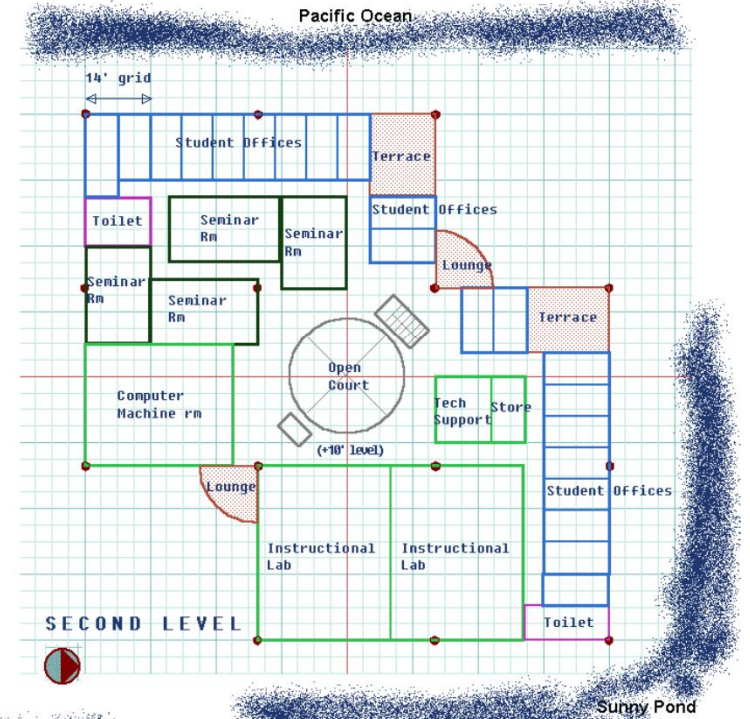 Pacific Ocean
14' grid
Student Offices
Terrace
Toilet
Seminar
Rm
Seminar
Rm
Student Offices
Lounge
Seminar
Rm
Seminar
Rm
Terrace
Open
Court
Computer
Machine rm
Tech
Support
Store
(+10' level)
Lounge
Student Offices
Instructional
Lab
Instructional
Lab
SECOND LEVEL
Toilet
Sunny Pond